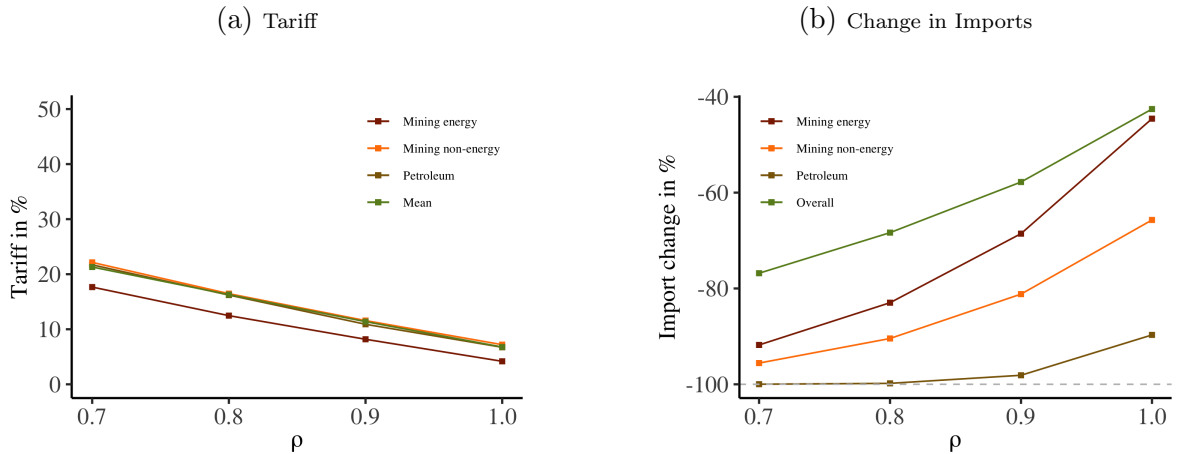 (a) Tariff
Tariff in %
50
40
30
20
10
0
0.7 0.8 0.9 1.0
ρ
Mining energy
Mining non-energy
Petroleum
Mean
(b) Change in Imports
Import change in %
-40
-60
-80
-100
0.7 0.8 0.9 1.0
ρ
Mining energy
Mining non-energy
Petroleum
Overall